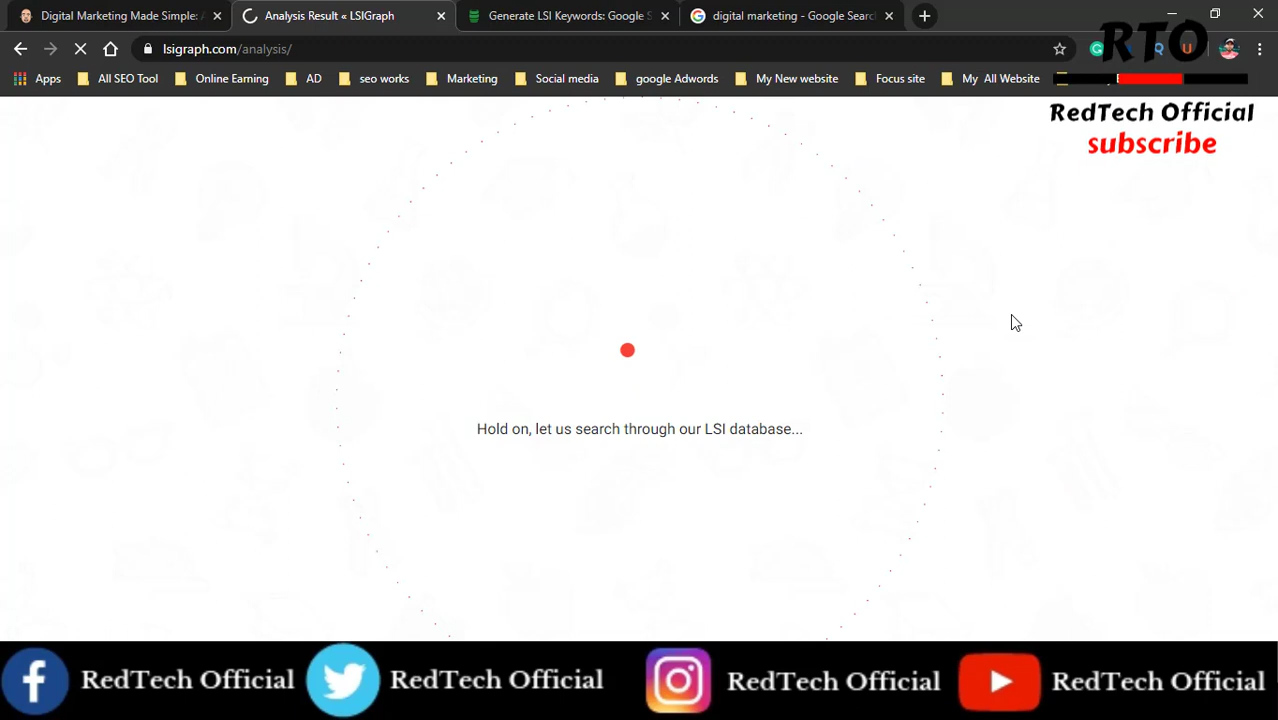 Digital Marketing Made Simple: A
Analysis Result « LSIGraph
Generate LSI Keywords: Google S
digital marketing - Google Search
lsigraph.com/analysis/
RTO
Apps
All SEO Tool
Online Earning
AD
seo works
Marketing
Social media
google Adwords
My New website
Focus site
My All Website
RedTech Official
subscribe
Hold on, let us search through our LSI database...
RedTech Official
RedTech Official
RedTech Official
RedTech Official